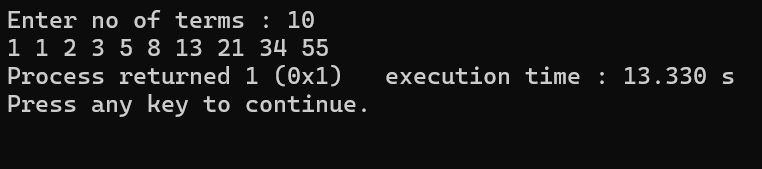 Enter no of terms : 10
1 1 2 3 5 8 13 21 34 55
Process returned 1 (0x1)   execution time : 13.330 s
Press any key to continue.